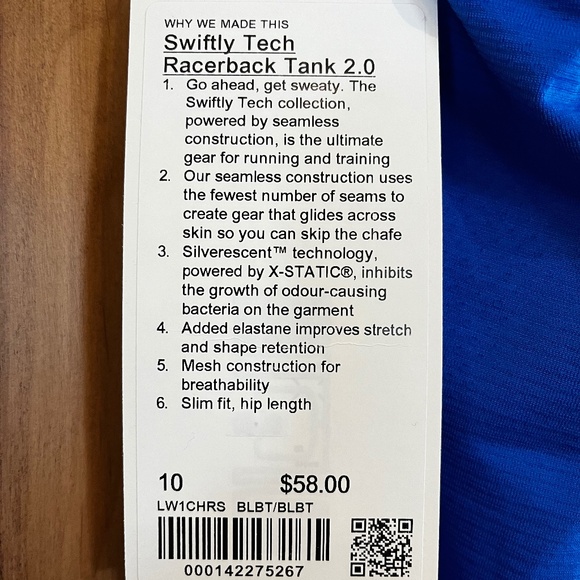 WHY WE MADE THIS
Swiftly Tech
Racerback Tank 2.0
1. Go ahead, get sweaty. The
Swiftly Tech collection,
powered by seamless
construction, is the ultimate
gear for running and training
2. Our seamless construction uses
the fewest number of seams to
create gear that glides across
skin so you can skip the chafe
3. Silverescent™ technology,
powered by X-STATIC®, inhibits
the growth of odour-causing
bacteria on the garment
4. Added elastane improves stretch
and shape retention
5. Mesh construction for
breathability
6. Slim fit, hip length
10 $58.00
LW1CHRS BLBT/BLBT
000142275267